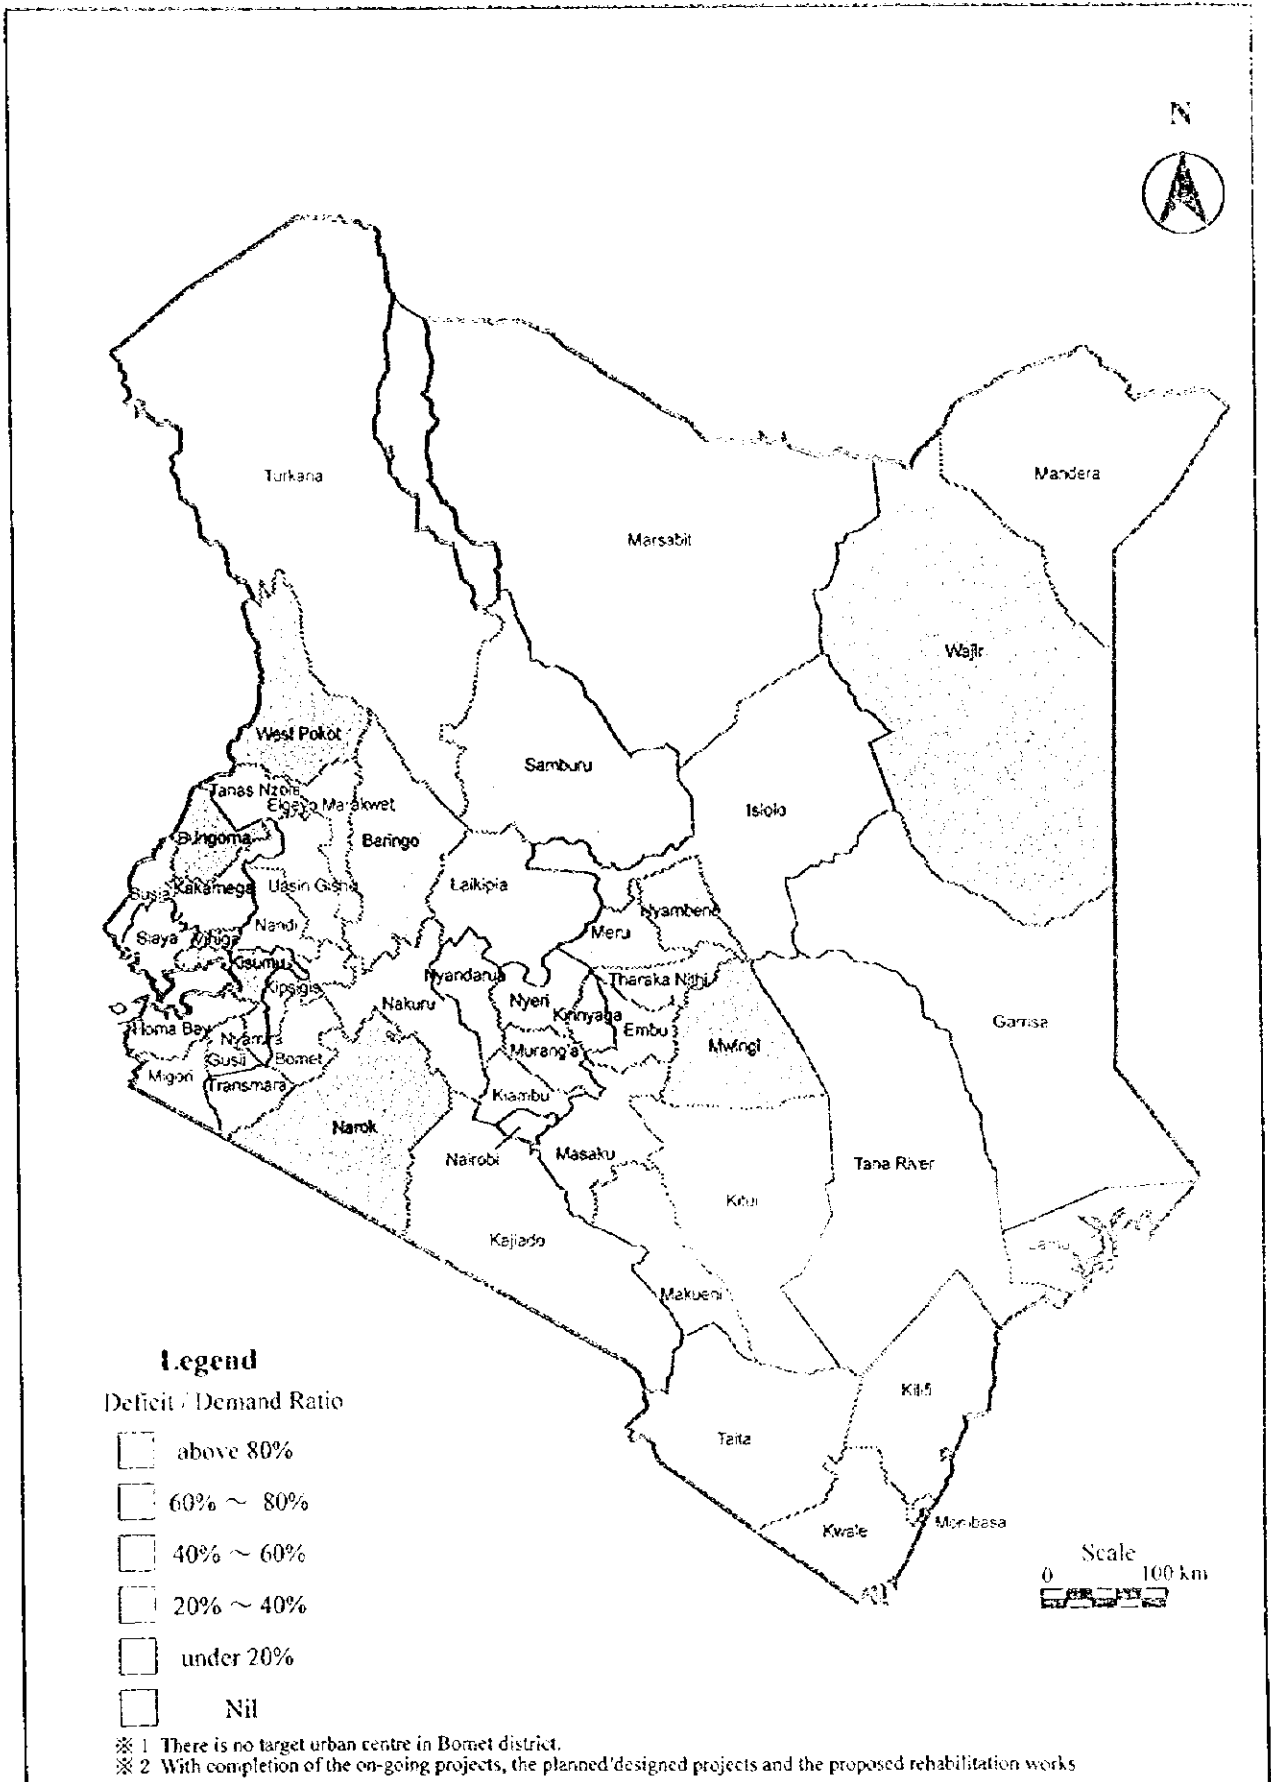 N
Turkana
Mandera
Marsabit
Wajir
West Pokot
Samburu
Tanas Nzoia
Elgeyo Marakwet
Isiolo
Bungoma
Baringo
Laikipia
Busia
Kakamega
Uasin Gishu
Nyambene
Nandi
Meru
Siaya
Vihiga
Kisumu
Nyandarua
Tharaka Nithi
Kipsigis
Nakuru
Nyeri
Kirinyaga
Garissa
Homa Bay
Embu
Nyamira
Mwingi
Gusii
Bomet
Murang'a
Migori
Transmara
Kiambu
Narok
Nairobi
Masaku
Tana River
Kitui
Kajiado
Lamu
Makueni
Legend
Deficit / Demand Ratio
Kilifi
above 80%
Taita
60% ~ 80%
Kwale
Mombasa
40% ~ 60%
Scale
0 100 km
20% ~ 40%
under 20%
Nil
※ 1 There is no target urban centre in Bomet district.
※ 2 With completion of the on-going projects, the planned/designed projects and the proposed rehabilitation works